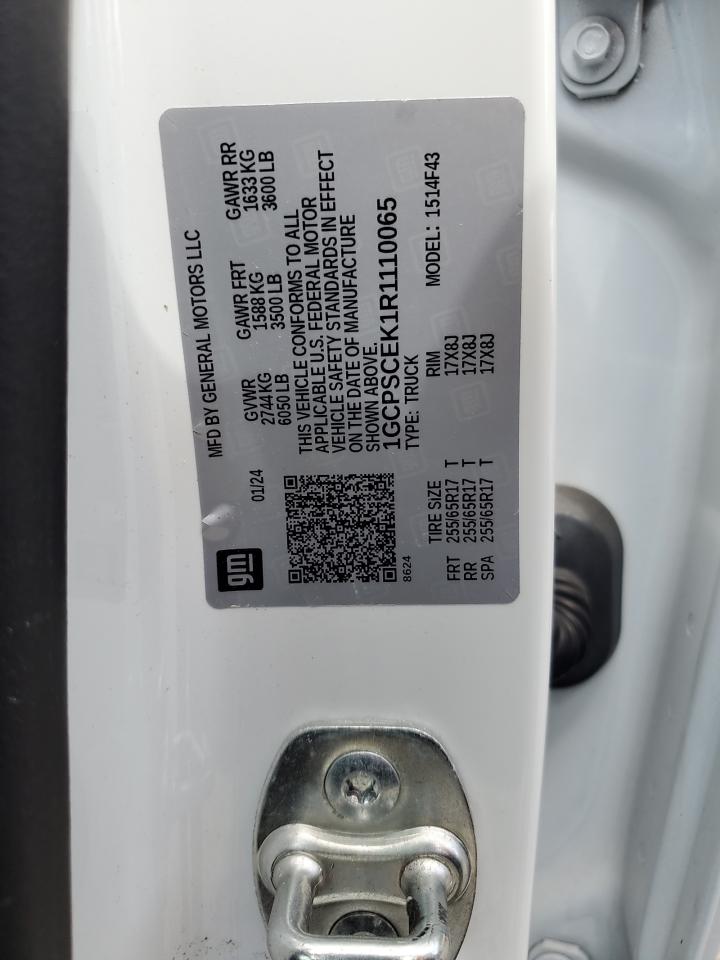 gm
01/24
MFD BY GENERAL MOTORS LLC
GVWR GAWR FRT GAWR RR
2744 KG 1588 KG 1633 KG
6050 LB 3500 LB 3600 LB
THIS VEHICLE CONFORMS TO ALL
APPLICABLE U.S. FEDERAL MOTOR
VEHICLE SAFETY STANDARDS IN EFFECT
ON THE DATE OF MANUFACTURE
SHOWN ABOVE.
1GCPSCEK1R1110065
8624
TYPE: TRUCK MODEL: 1514F43
TIRE SIZE RIM
FRT 255/65R17 T 17X8J
RR 255/65R17 T 17X8J
SPA 255/65R17 T 17X8J